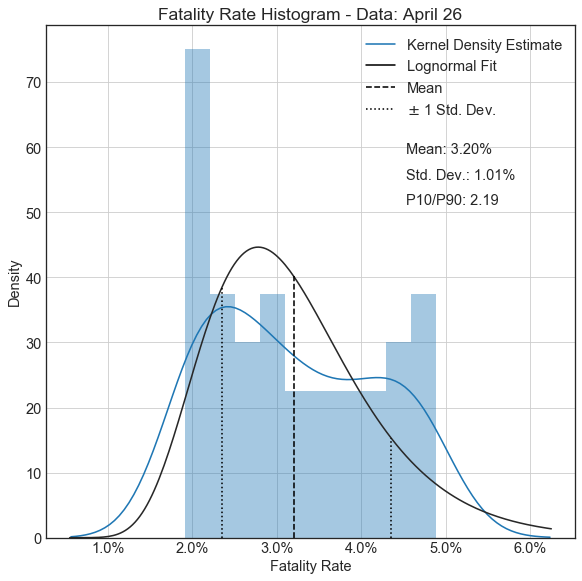 Fatality Rate Histogram - Data: April 26
Kernel Density Estimate
Lognormal Fit
Mean
± 1 Std. Dev.
Mean: 3.20%
Std. Dev.: 1.01%
P10/P90: 2.19
Density
70
60
50
40
30
20
10
0
1.0% 2.0% 3.0% 4.0% 5.0% 6.0%
Fatality Rate